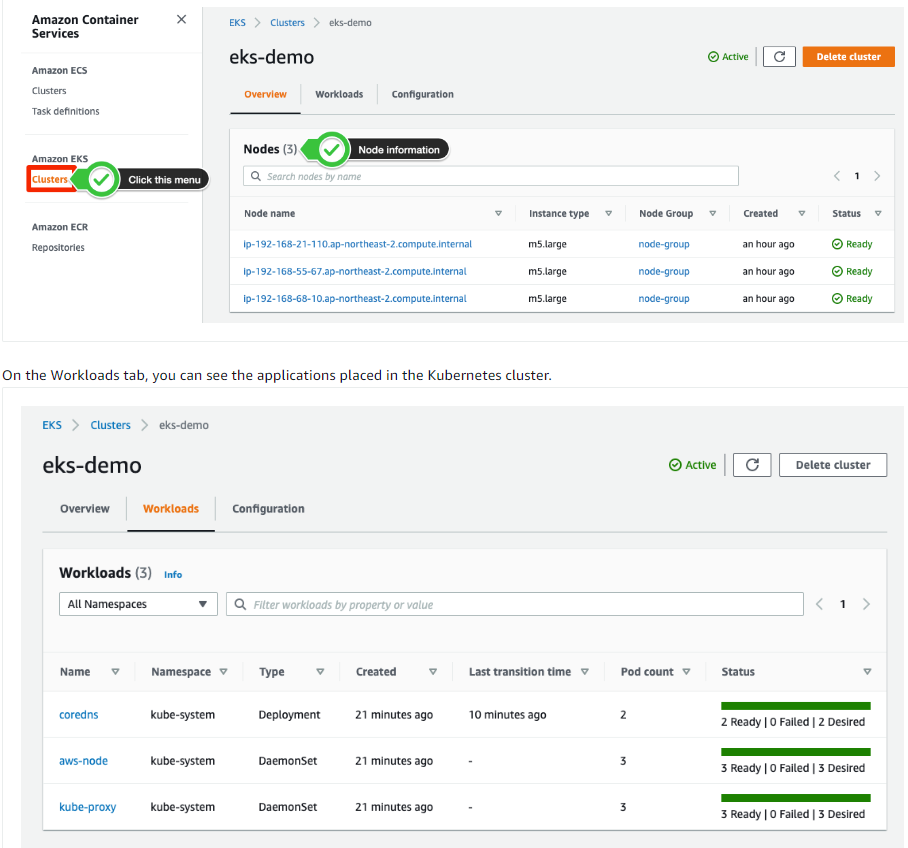 Amazon Container
Services
Amazon ECS
Clusters
Task definitions
Amazon EKS
Clusters
Click this menu
Amazon ECR
Repositories
EKS > Clusters > eks-demo
eks-demo
Active
Delete cluster
Overview
Workloads
Configuration
Nodes (3)
Node information
Search nodes by name
1
Node name Instance type Node Group Created Status
ip-192-168-21-110.ap-northeast-2.compute.internal m5.large node-group an hour ago Ready
ip-192-168-55-67.ap-northeast-2.compute.internal m5.large node-group an hour ago Ready
ip-192-168-68-10.ap-northeast-2.compute.internal m5.large node-group an hour ago Ready
On the Workloads tab, you can see the applications placed in the Kubernetes cluster.
EKS > Clusters > eks-demo
eks-demo
Active
Delete cluster
Overview
Workloads
Configuration
Workloads (3) Info
All Namespaces
Filter workloads by property or value
1
Name Namespace Type Created Last transition time Pod count Status
coredns kube-system Deployment 21 minutes ago 10 minutes ago 2 2 Ready | 0 Failed | 2 Desired
aws-node kube-system DaemonSet 21 minutes ago - 3 3 Ready | 0 Failed | 3 Desired
kube-proxy kube-system DaemonSet 21 minutes ago - 3 3 Ready | 0 Failed | 3 Desired